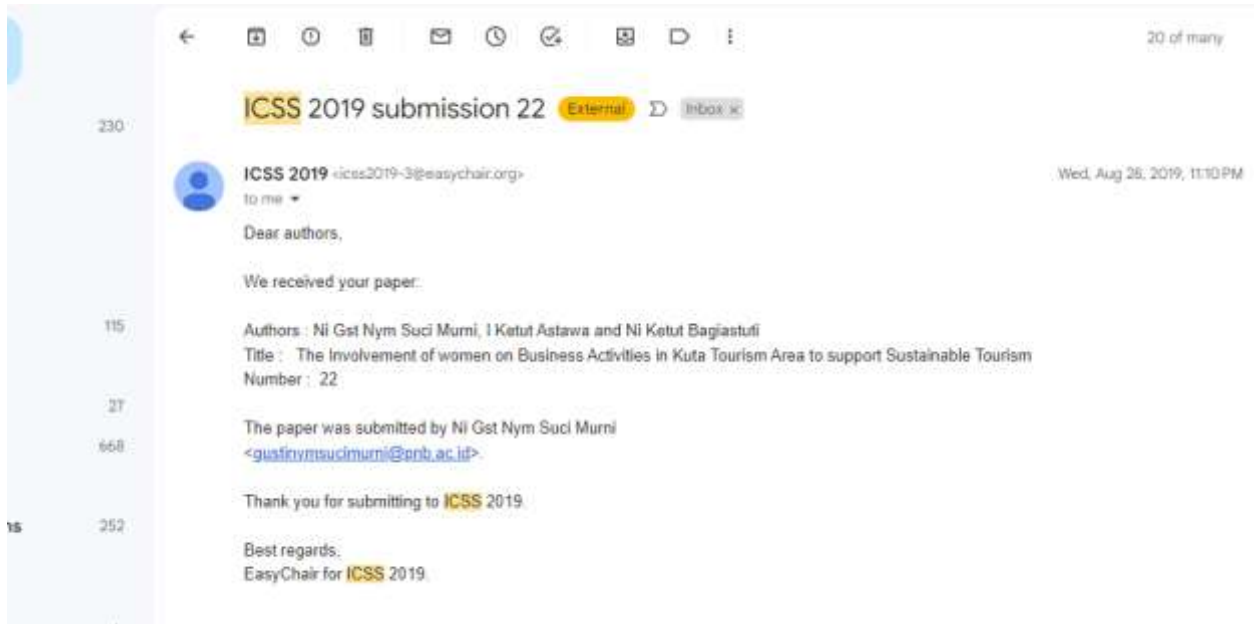 20 of many
ICSS 2019 submission 22 External Inbox x
230
ICSS 2019 <icss2019-3@easychair.org>
Wed, Aug 28, 2019, 11:10 PM
to me
Dear authors,
We received your paper:
115
Authors : Ni Gst Nym Suci Murni, I Ketut Astawa and Ni Ketut Bagiastuti
Title : The Involvement of women on Business Activities in Kuta Tourism Area to support Sustainable Tourism
Number : 22
27
The paper was submitted by Ni Gst Nym Suci Murni
668
<gustinymsucimurni@pnb.ac.id>.
Thank you for submitting to ICSS 2019.
ns 252
Best regards,
EasyChair for ICSS 2019.